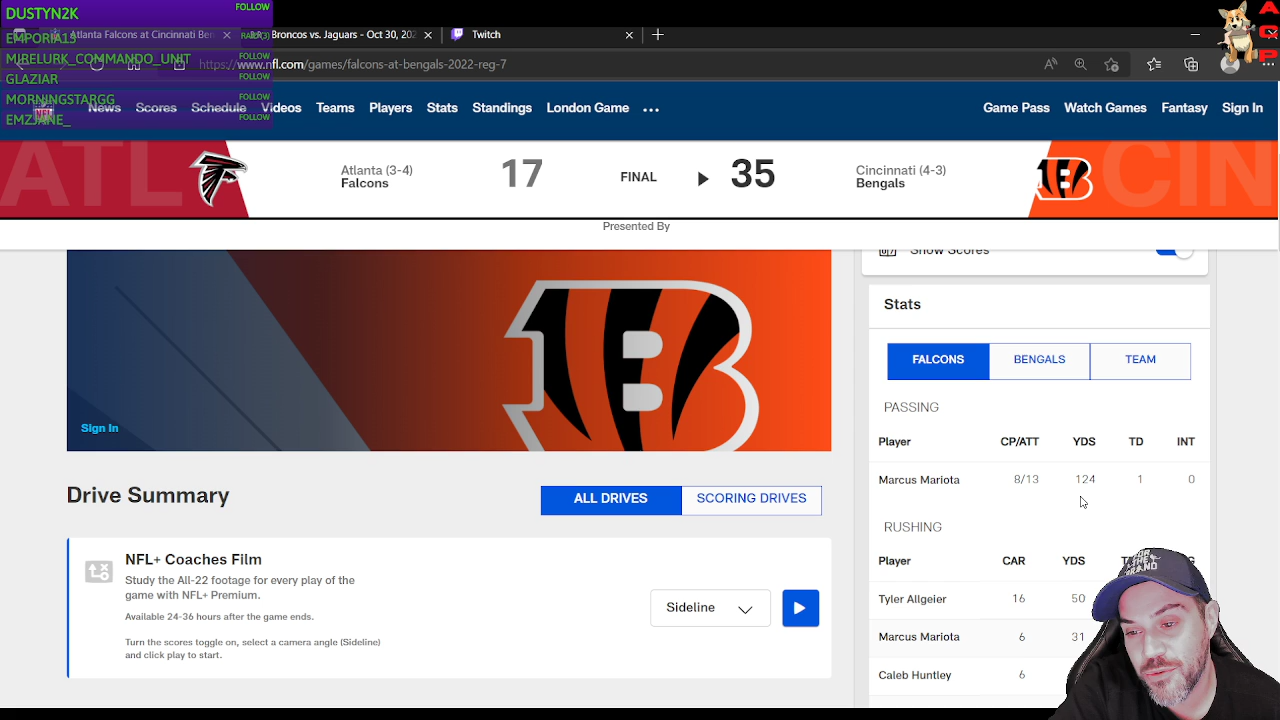 DUSTYN2K
FOLLOW
EMPORIA15
RAID(3)
MIRELURK_COMMANDO_UNIT
FOLLOW
GLAZIAR
FOLLOW
MORNINGSTARGG
FOLLOW
EMZJANE_
FOLLOW
ACP
Atlanta Falcons at Cincinnati Ben
Broncos vs. Jaguars - Oct 30, 202
Twitch
https://www.nfl.com/games/falcons-at-bengals-2022-reg-7
NFL
News Scores Schedule Videos Teams Players Stats Standings London Game ...
Game Pass Watch Games Fantasy Sign In
ATL
Atlanta (3-4)
Falcons
17
FINAL
35
Cincinnati (4-3)
Bengals
CIN
Presented By
Show Scores
Sign In
Stats
FALCONS BENGALS TEAM
PASSING
Player CP/ATT YDS TD INT
Marcus Mariota 8/13 124 1 0
RUSHING
Player CAR YDS
Tyler Allgeier 16 50
Marcus Mariota 6 31
Caleb Huntley 6
Drive Summary
ALL DRIVES SCORING DRIVES
NFL+ Coaches Film
Study the All-22 footage for every play of the
game with NFL+ Premium.
Available 24-36 hours after the game ends.
Turn the scores toggle on, select a camera angle (Sideline)
and click play to start.
Sideline